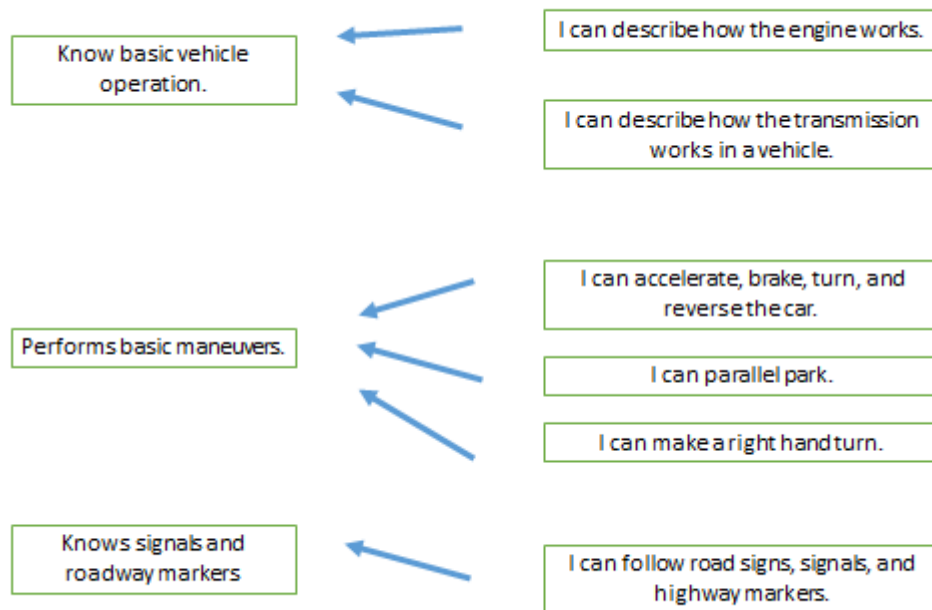 Know basic vehicle
operation.
I can describe how the engine works.
I can describe how the transmission
works in a vehicle.
Performs basic maneuvers.
I can accelerate, brake, turn, and
reverse the car.
I can parallel park.
I can make a right hand turn.
Knows signals and
roadway markers
I can follow road signs, signals, and
highway markers.